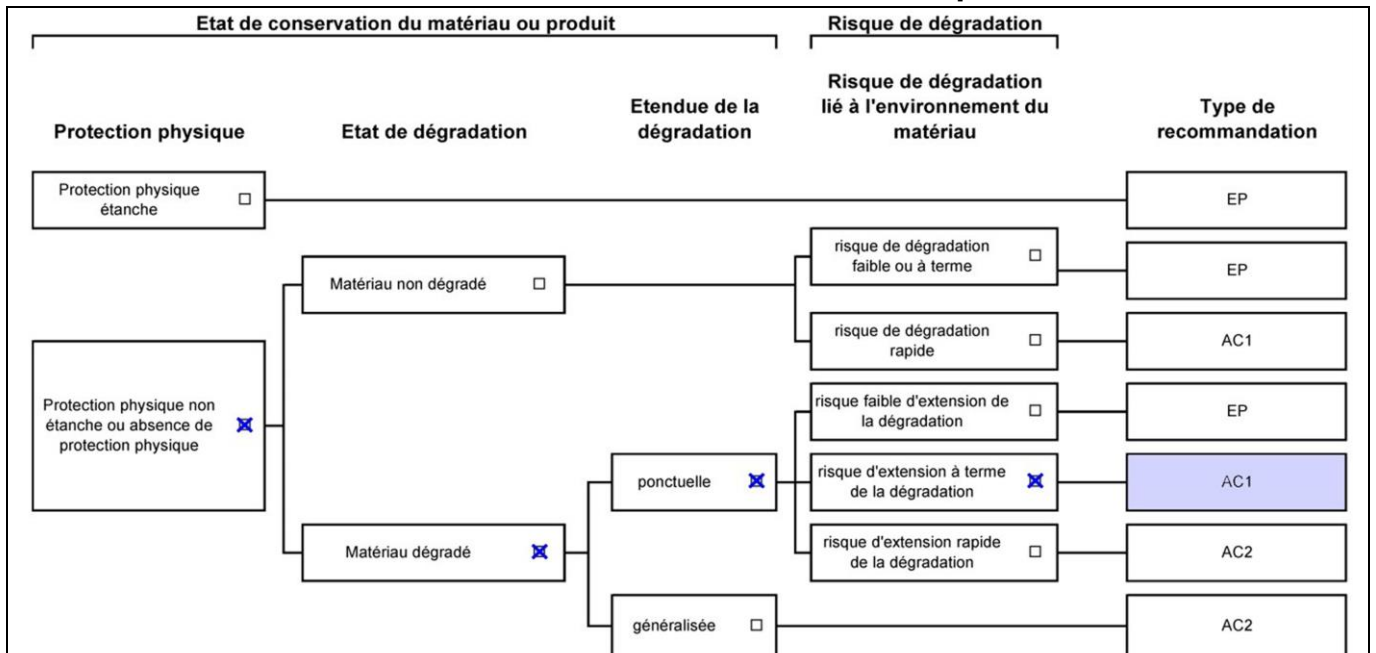 Etat de conservation du matériau ou produit
Risque de dégradation
Protection physique
Etat de dégradation
Etendue de la
dégradation
Risque de dégradation
lié à l'environnement du
matériau
Type de
recommandation
Protection physique
étanche
EP
risque de dégradation
faible ou à terme
EP
Matériau non dégradé
risque de dégradation
rapide
AC1
Protection physique non
étanche ou absence de
protection physique
risque faible d'extension de
la dégradation
EP
ponctuelle
risque d'extension à terme
de la dégradation
AC1
Matériau dégradé
risque d'extension rapide
de la dégradation
AC2
généralisée
AC2